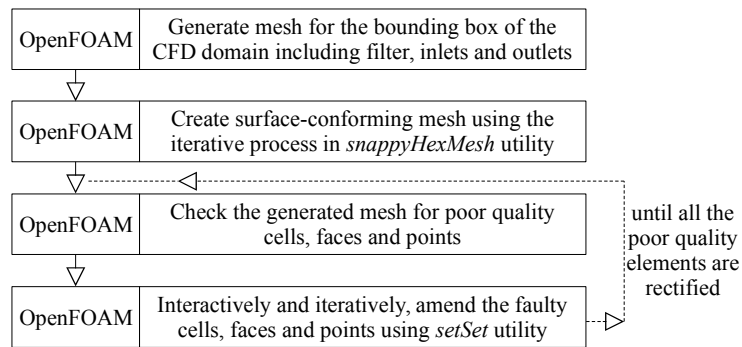 OpenFOAM
Generate mesh for the bounding box of the
CFD domain including filter, inlets and outlets
OpenFOAM
Create surface-conforming mesh using the
iterative process in snappyHexMesh utility
OpenFOAM
Check the generated mesh for poor quality
cells, faces and points
OpenFOAM
Interactively and iteratively, amend the faulty
cells, faces and points using setSet utility
until all the
poor quality
elements are
rectified